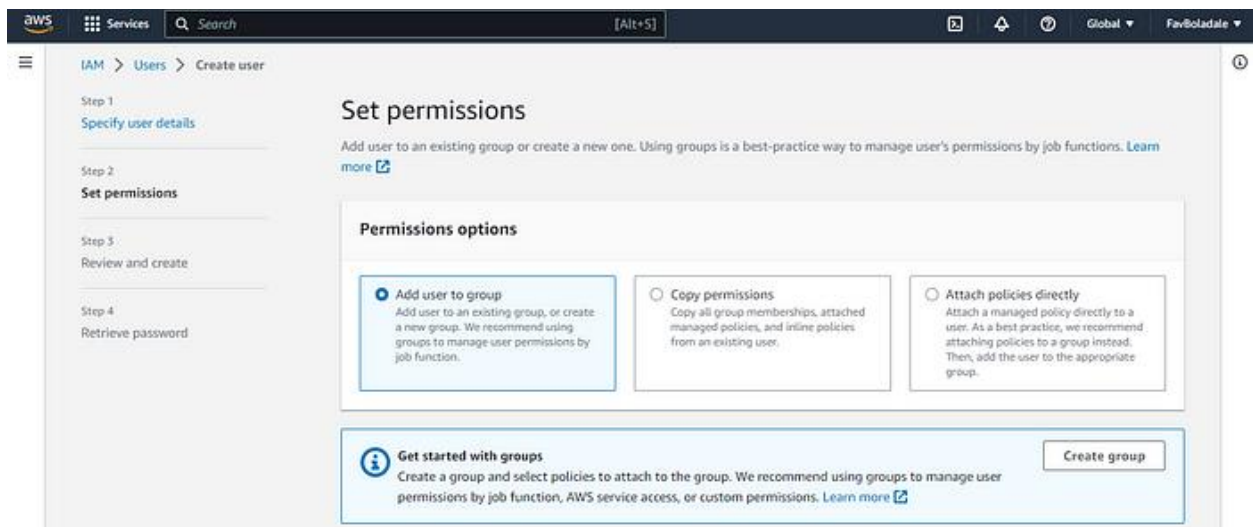 aws Services Search [Alt+S] Global FavBoladale
IAM > Users > Create user
Step 1
Specify user details
Step 2
Set permissions
Step 3
Review and create
Step 4
Retrieve password
Set permissions
Add user to an existing group or create a new one. Using groups is a best-practice way to manage user's permissions by job functions. Learn
more
Permissions options
Add user to group
Add user to an existing group, or create
a new group. We recommend using
groups to manage user permissions by
job function.
Copy permissions
Copy all group memberships, attached
managed policies, and inline policies
from an existing user.
Attach policies directly
Attach a managed policy directly to a
user. As a best practice, we recommend
attaching policies to a group instead.
Then, add the user to the appropriate
group.
Get started with groups
Create a group and select policies to attach to the group. We recommend using groups to manage user
permissions by job function, AWS service access, or custom permissions. Learn more
Create group